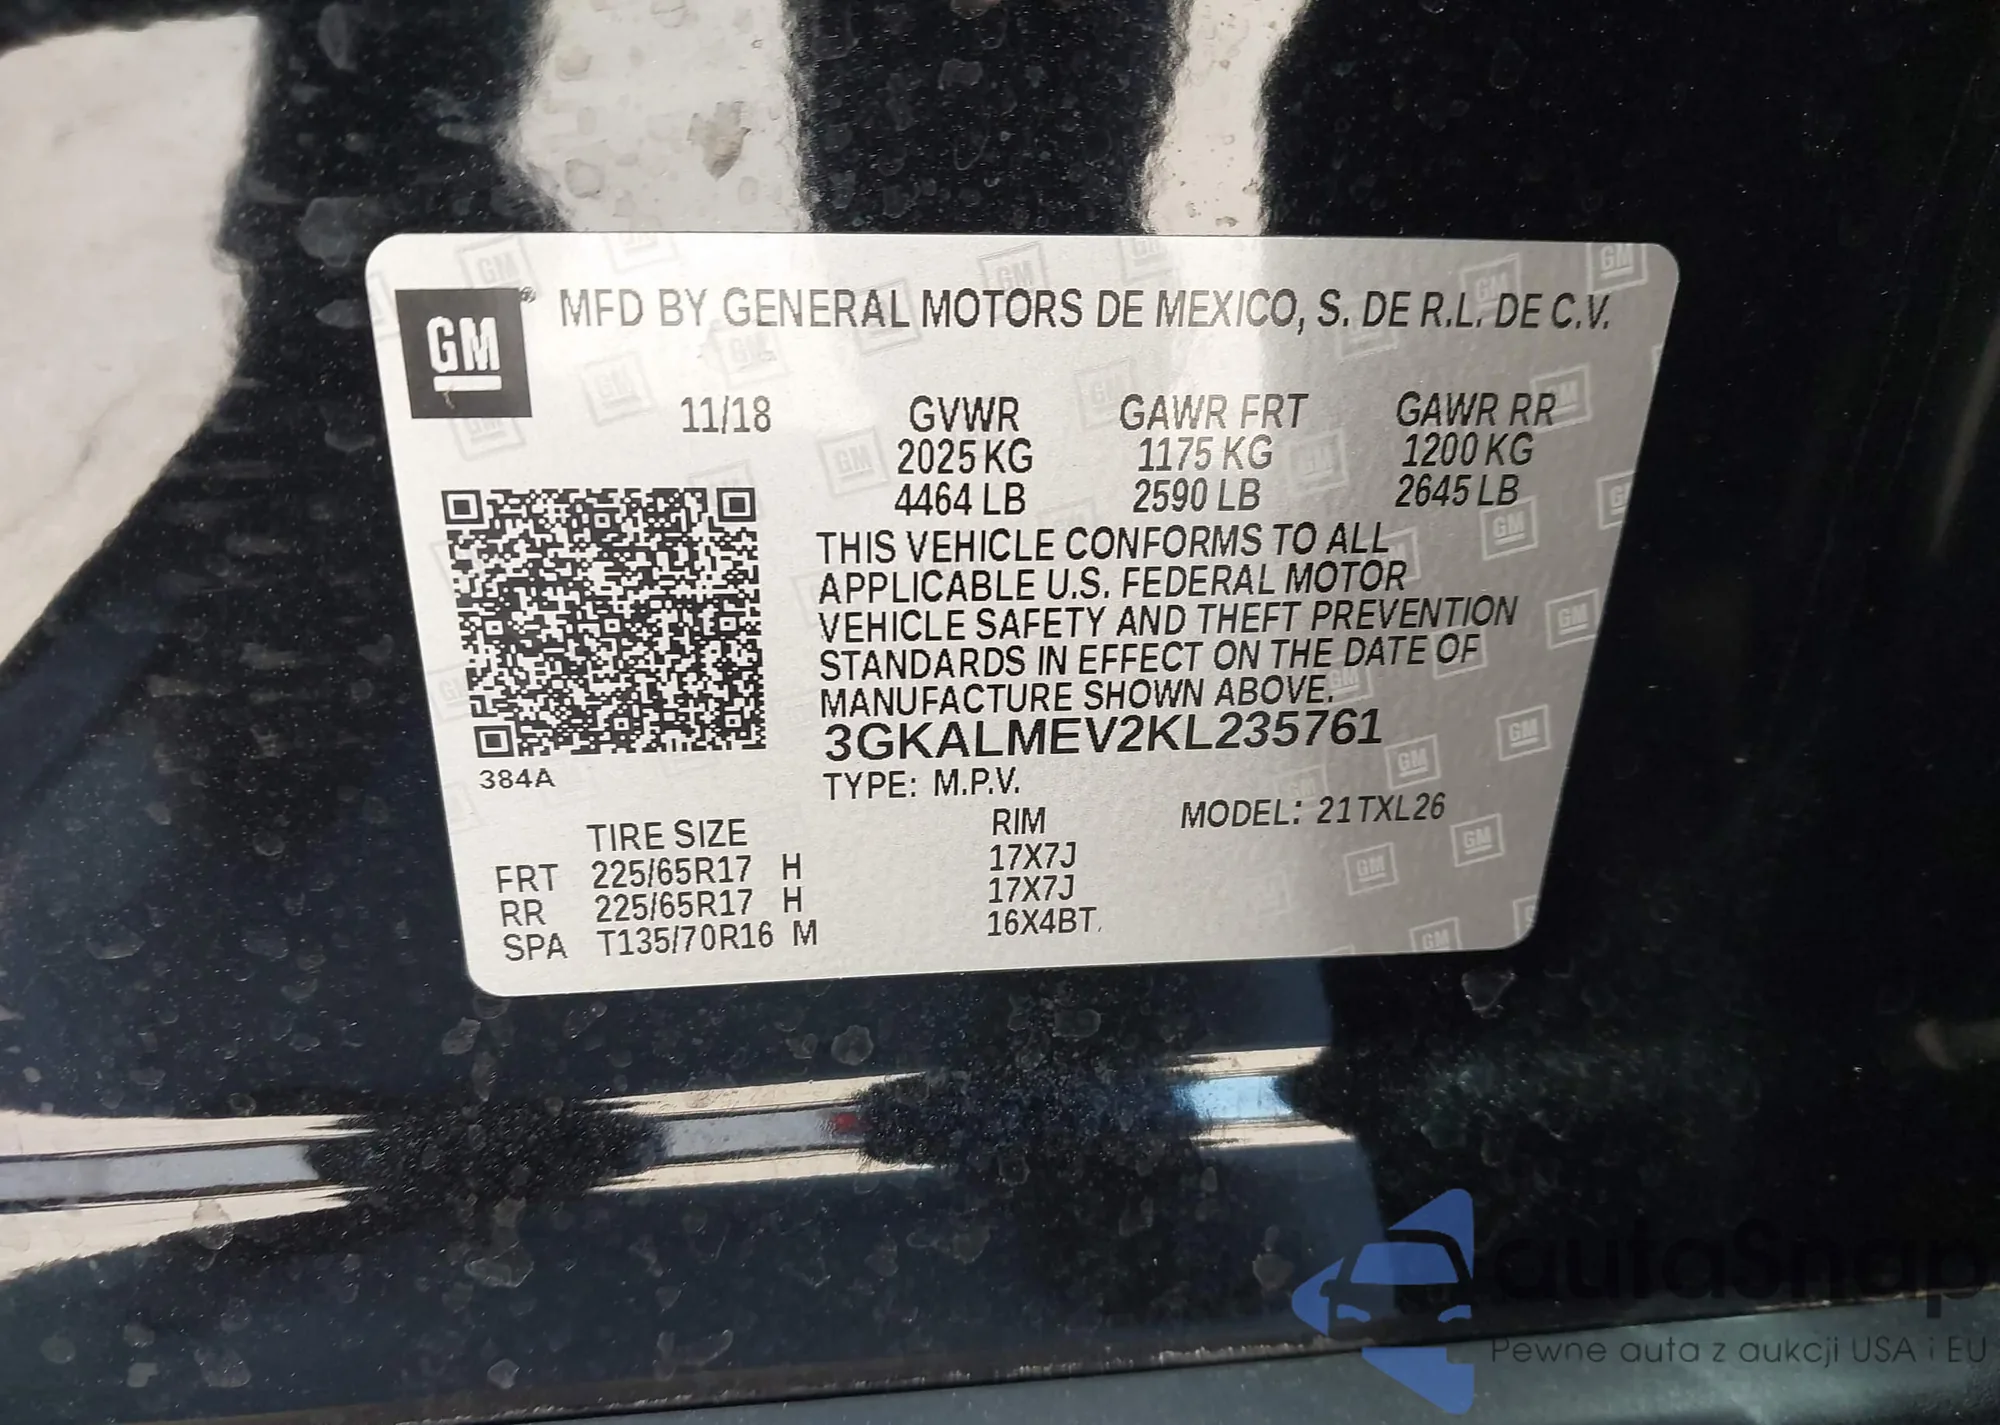 GM
MFD BY GENERAL MOTORS DE MEXICO, S. DE R.L. DE C.V.
11/18 GVWR GAWR FRT GAWR RR
2025 KG 1175 KG 1200 KG
4464 LB 2590 LB 2645 LB
THIS VEHICLE CONFORMS TO ALL
APPLICABLE U.S. FEDERAL MOTOR
VEHICLE SAFETY AND THEFT PREVENTION
STANDARDS IN EFFECT ON THE DATE OF
MANUFACTURE SHOWN ABOVE.
3GKALMEV2KL235761
384A
TYPE: M.P.V.
MODEL: 21TXL26
TIRE SIZE RIM
FRT 225/65R17 H 17X7J
RR 225/65R17 H 17X7J
SPA T135/70R16 M 16X4BT.
autaSnap
Pewne auta z aukcji USA i EU